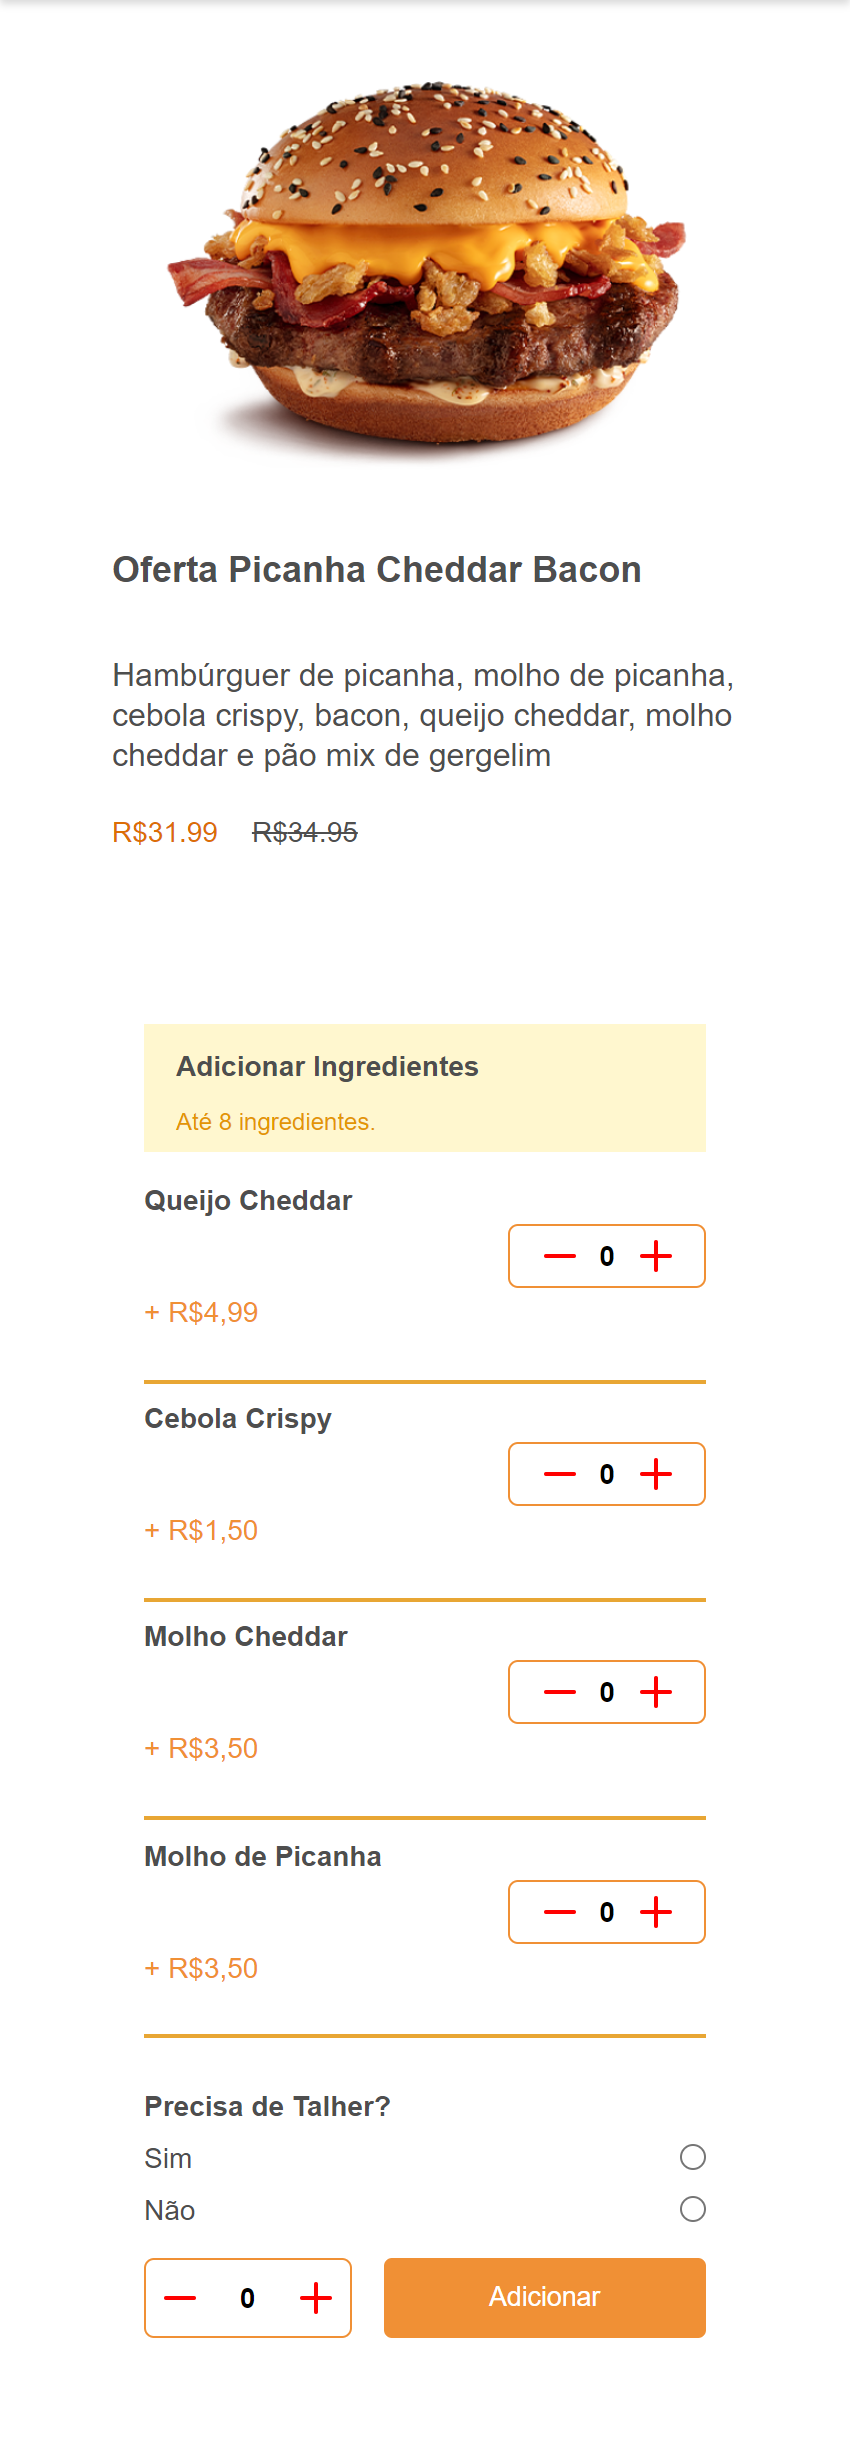 Oferta Picanha Cheddar Bacon
Hambúrguer de picanha, molho de picanha,
cebola crispy, bacon, queijo cheddar, molho
cheddar e pão mix de gergelim
R$31.99 R$34.95
Adicionar Ingredientes
Até 8 ingredientes.
Queijo Cheddar
0
+ R$4,99
Cebola Crispy
0
+ R$1,50
Molho Cheddar
0
+ R$3,50
Molho de Picanha
0
+ R$3,50
Precisa de Talher?
Sim
Não
0 Adicionar